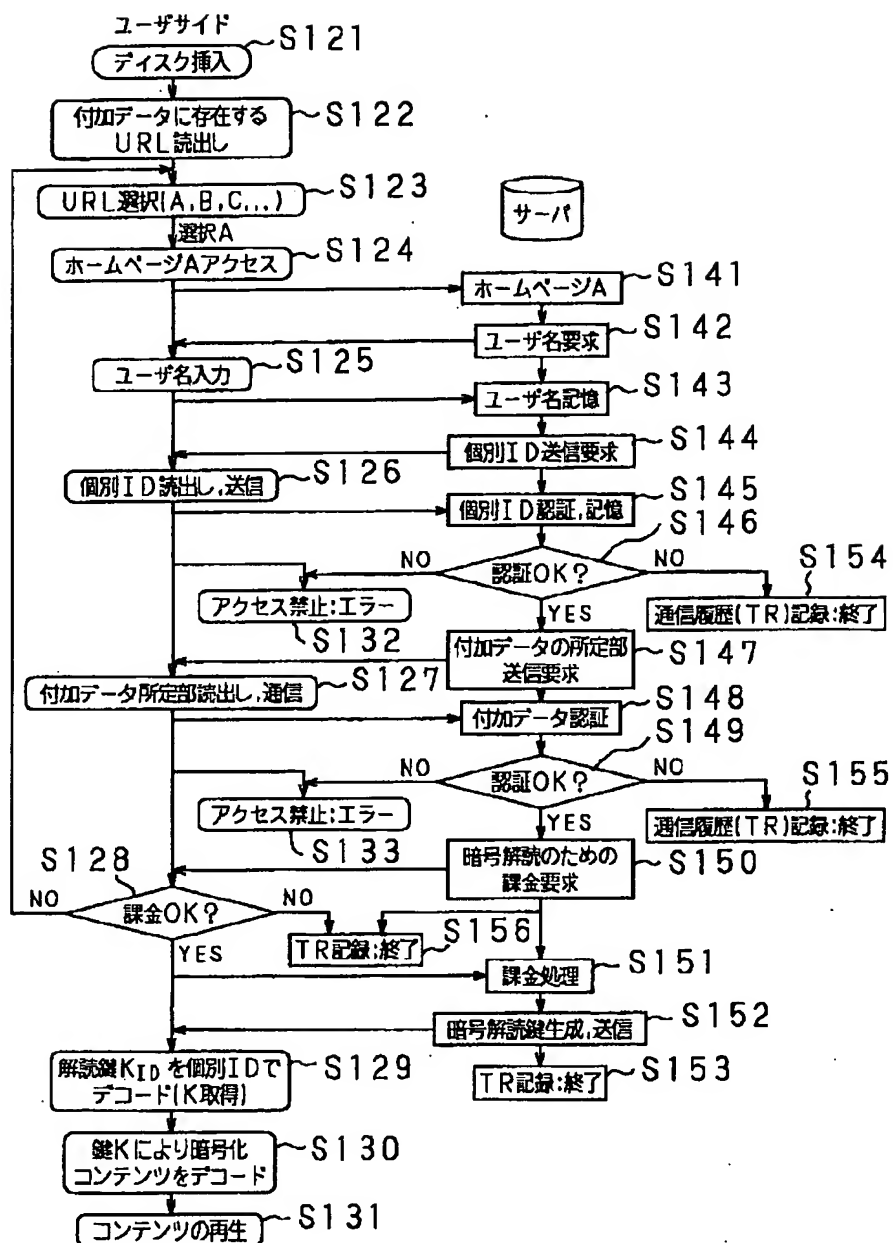 ユーザサイド
ディスク挿入
S121
付加データに存在する
URL読出し
S122
URL選択(A,B,C...)
S123
選択A
サーバ
ホームページAアクセス
S124
ホームページA
S141
ユーザ名要求
S142
ユーザ名入力
S125
ユーザ名記憶
S143
個別ID送信要求
S144
個別ID読出し,送信
S126
個別ID認証,記憶
S145
認証OK?
S146
NO
NO
YES
アクセス禁止:エラー
S132
通信履歴(TR)記録:終了
S154
付加データの所定部
送信要求
S147
付加データ所定部読出し,通信
S127
付加データ認証
S148
認証OK?
S149
NO
NO
YES
アクセス禁止:エラー
S133
通信履歴(TR)記録:終了
S155
暗号解読のための
課金要求
S150
課金OK?
S128
NO
NO
YES
TR記録:終了
S156
課金処理
S151
暗号解読鍵生成,送信
S152
TR記録:終了
S153
解読鍵KIDを個別IDで
デコード(K取得)
S129
鍵Kにより暗号化
コンテンツをデコード
S130
コンテンツの再生
S131